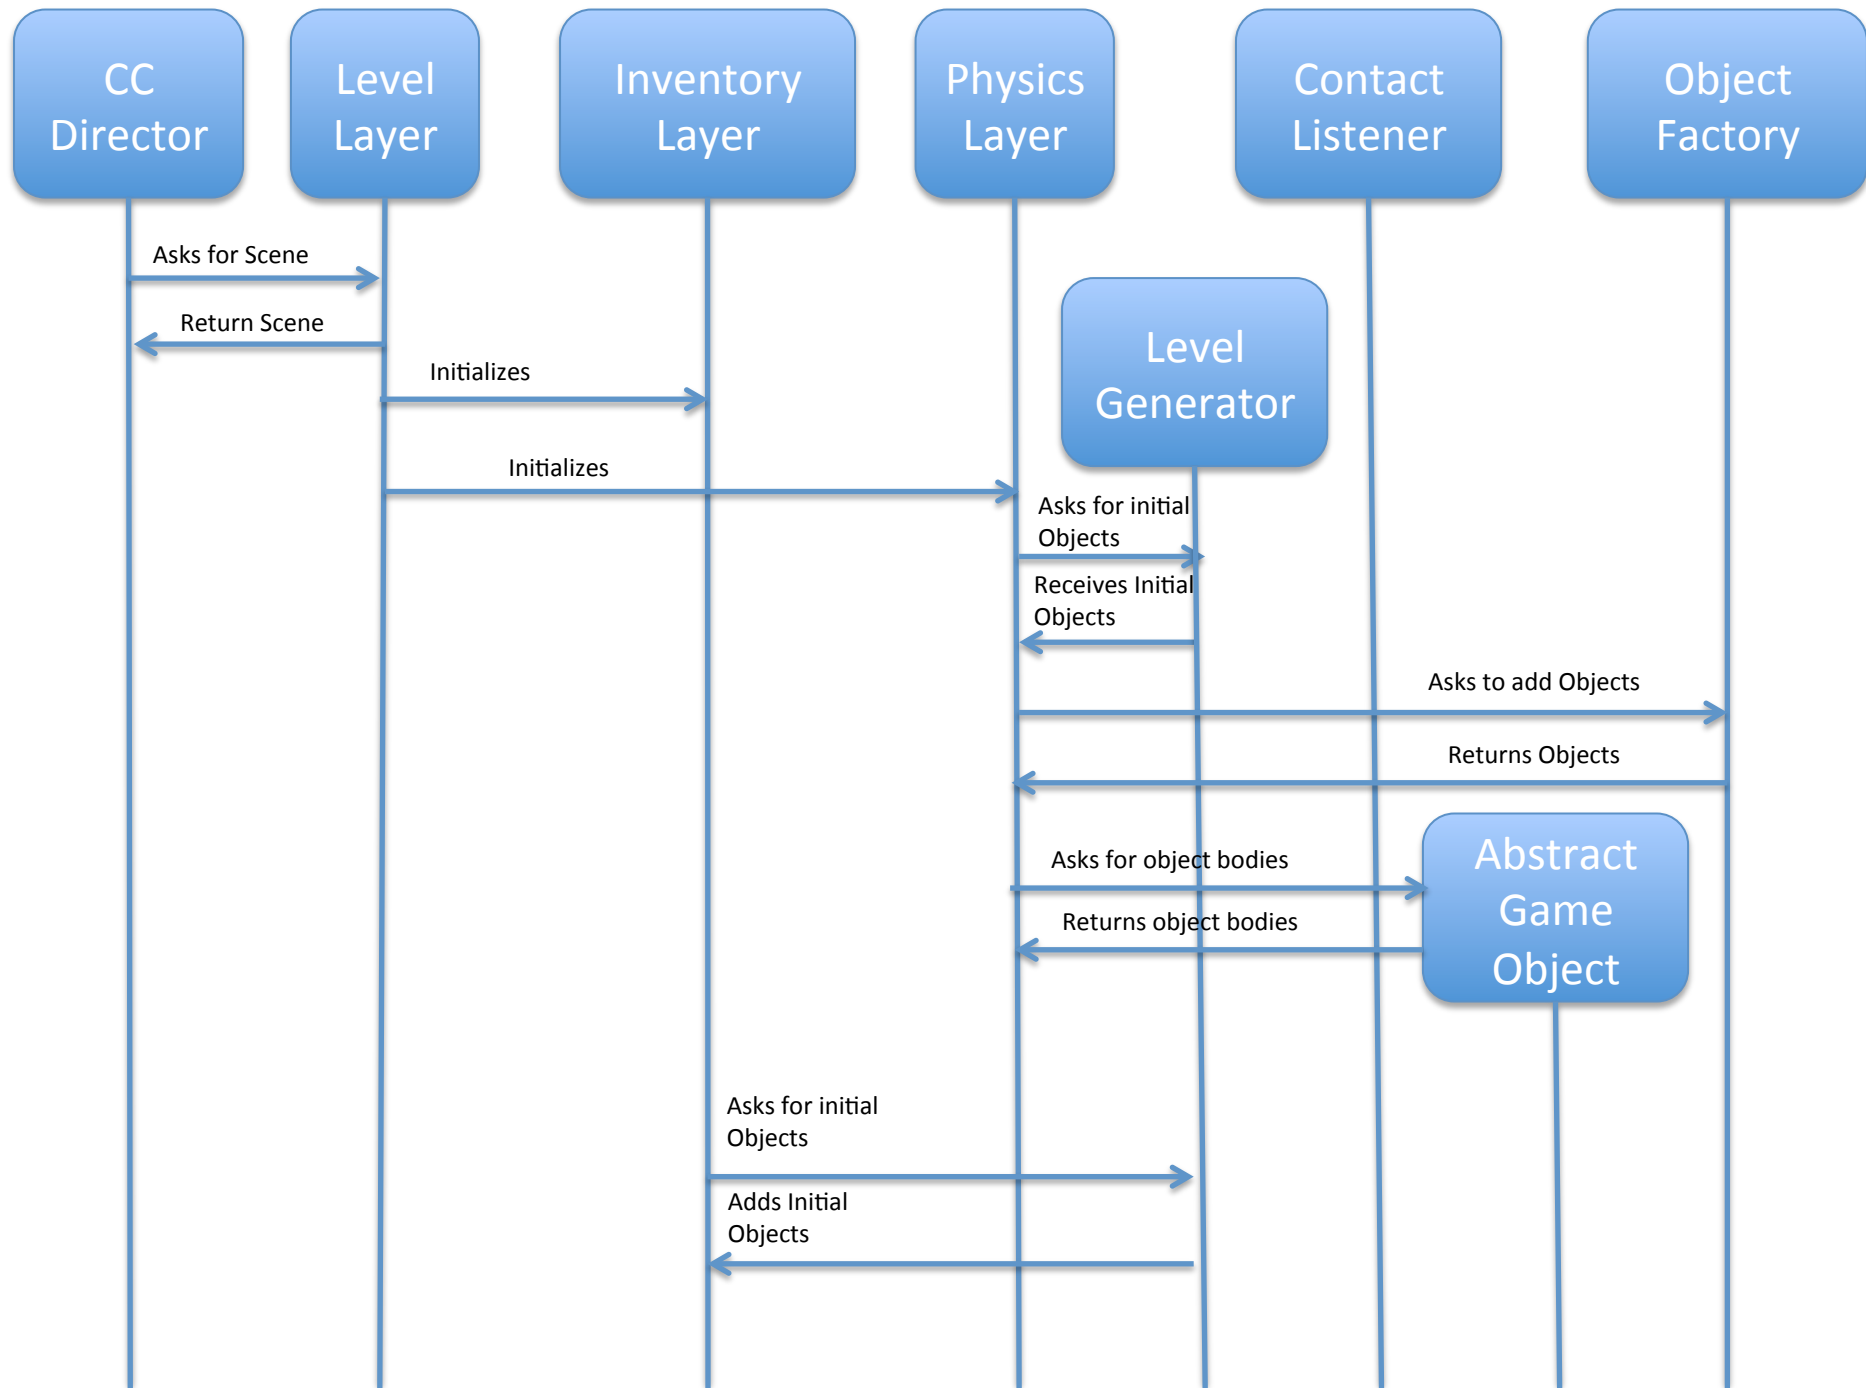 CC
Director
Level
Layer
Inventory
Layer
Physics
Layer
Contact
Listener
Object
Factory
Asks for Scene
Return Scene
Level
Generator
Initializes
Initializes
Asks for initial
Objects
Receives Initial
Objects
Asks to add Objects
Returns Objects
Asks for object bodies
Returns object bodies
Abstract
Game
Object
Asks for initial
Objects
Adds Initial
Objects